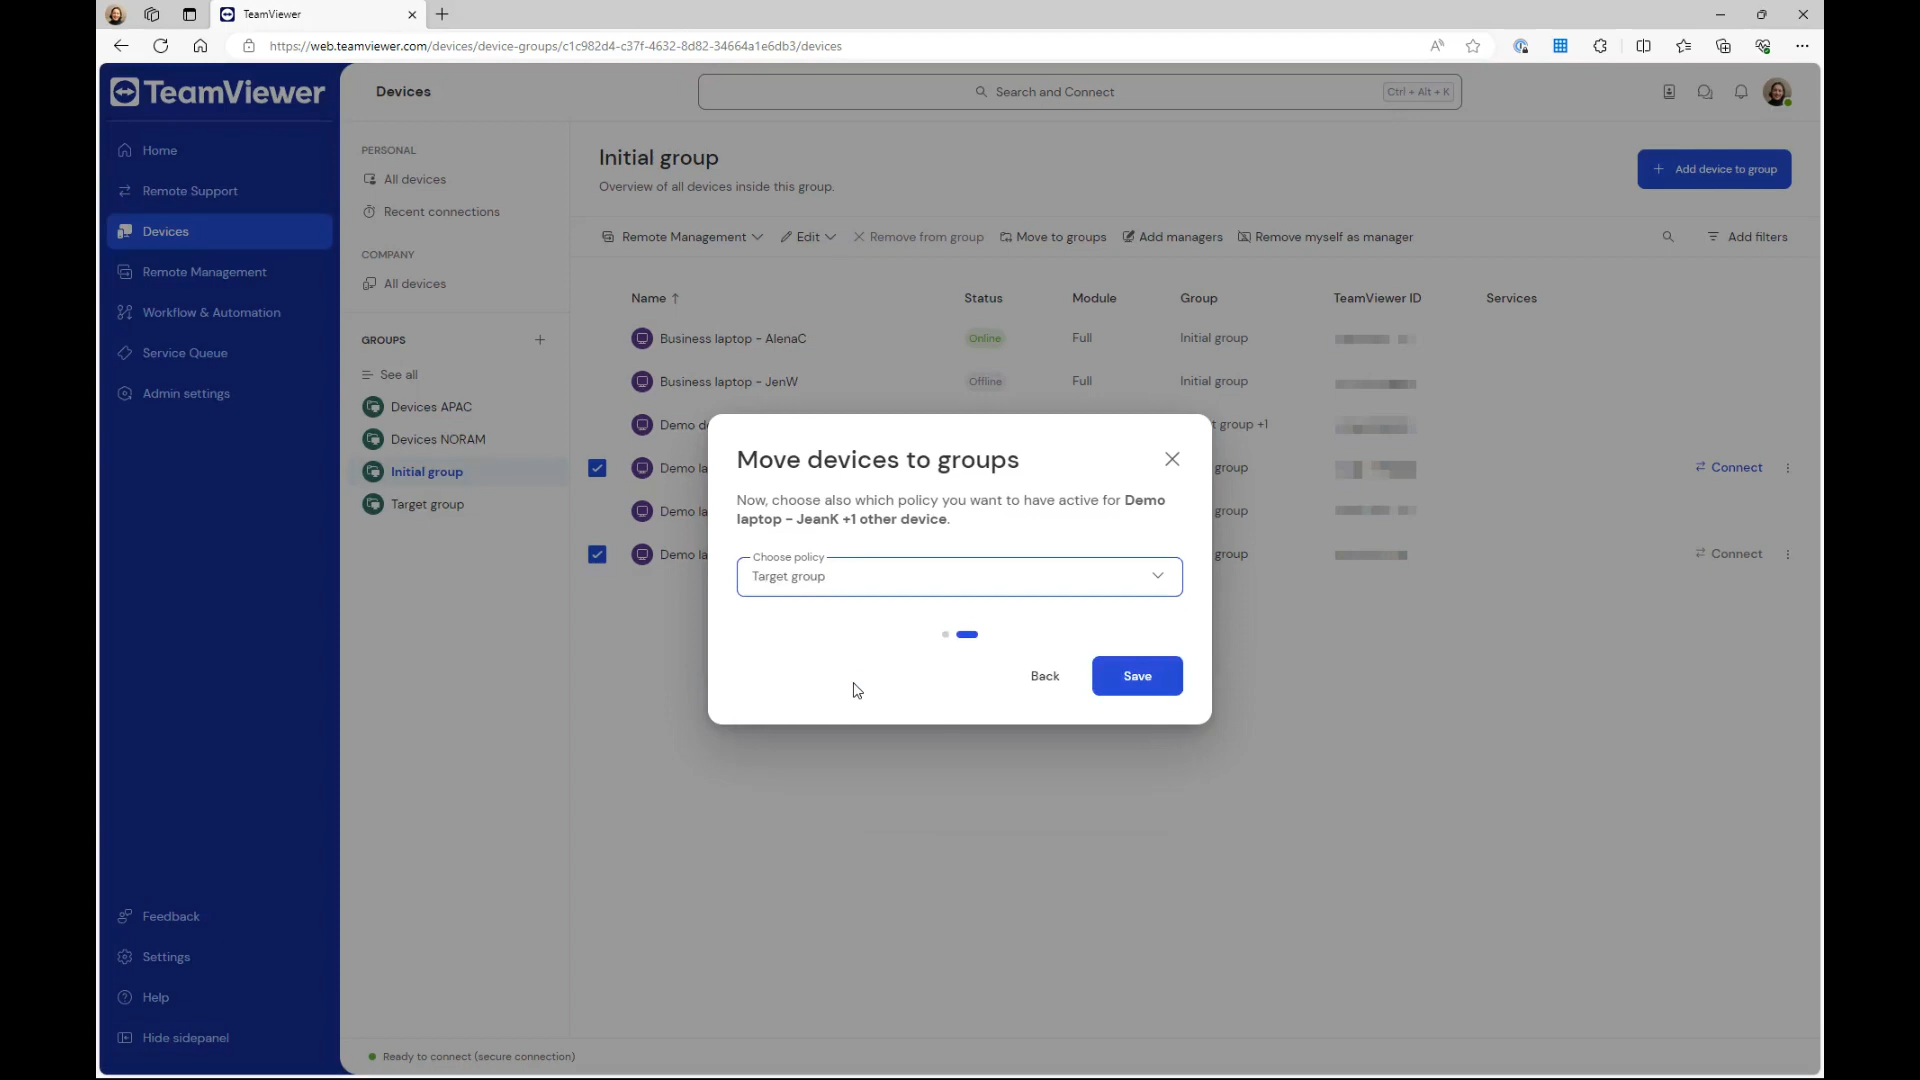 TeamViewer
https://web.teamviewer.com/devices/device-groups/c1c982d4-c37f-4632-8d82-34664a1e6db3/devices
TeamViewer
Devices
Search and Connect
Ctrl + Alt + K
Home
Remote Support
Devices
Remote Management
Workflow & Automation
Service Queue
Admin settings
Feedback
Settings
Help
Hide sidepanel
PERSONAL
All devices
Recent connections
COMPANY
All devices
GROUPS
See all
Devices APAC
Devices NORAM
Initial group
Target group
Initial group
Overview of all devices inside this group.
Add device to group
Remote Management Edit Remove from group Move to groups Add managers Remove myself as manager Add filters
Name Status Module Group TeamViewer ID Services
Business laptop - AlenaC Online Full Initial group
Business laptop - JenW Offline Full Initial group
Demo group +1
Demo group Connect
Demo group
Demo group Connect
Move devices to groups
Now, choose also which policy you want to have active for Demo
laptop - JeanK +1 other device.
Choose policy
Target group
Back Save
Ready to connect (secure connection)